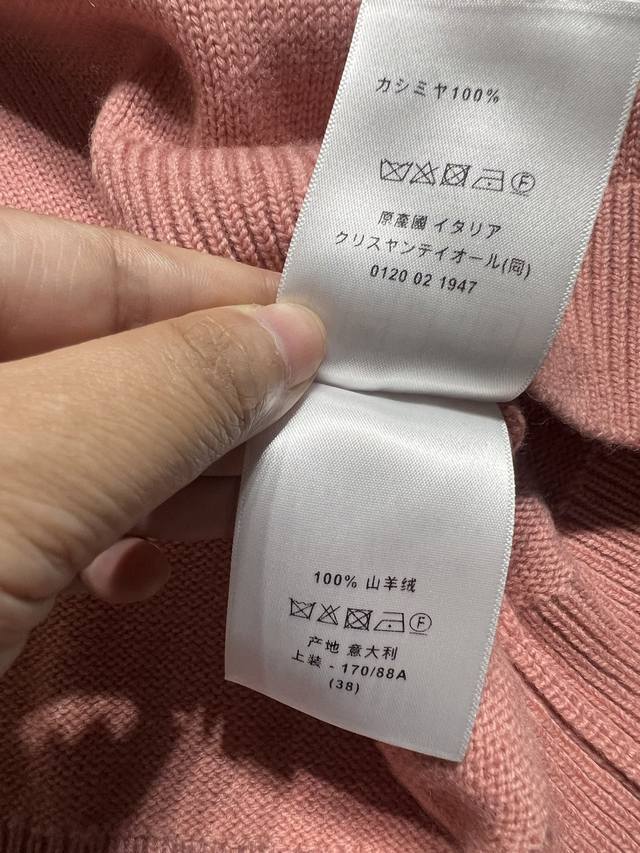 カシミヤ100%
F
原產國 イタリア
クリスヤンテイオール(同)
0120 02 1947
100% 山羊绒
F
产地 意大利
上装 - 170/88A
(38)